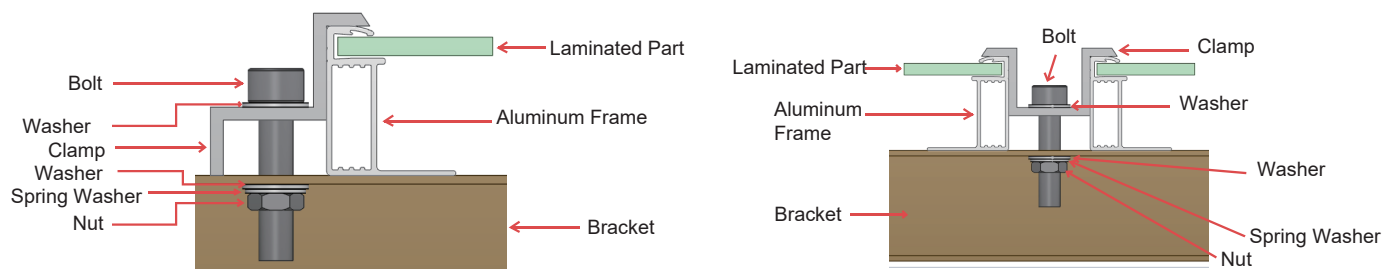 Laminated Part
Bolt
Washer
Clamp
Aluminum Frame
Washer
Spring Washer
Nut
Bracket
Bolt
Clamp
Laminated Part
Washer
Aluminum
Frame
Washer
Bracket
Spring Washer
Nut